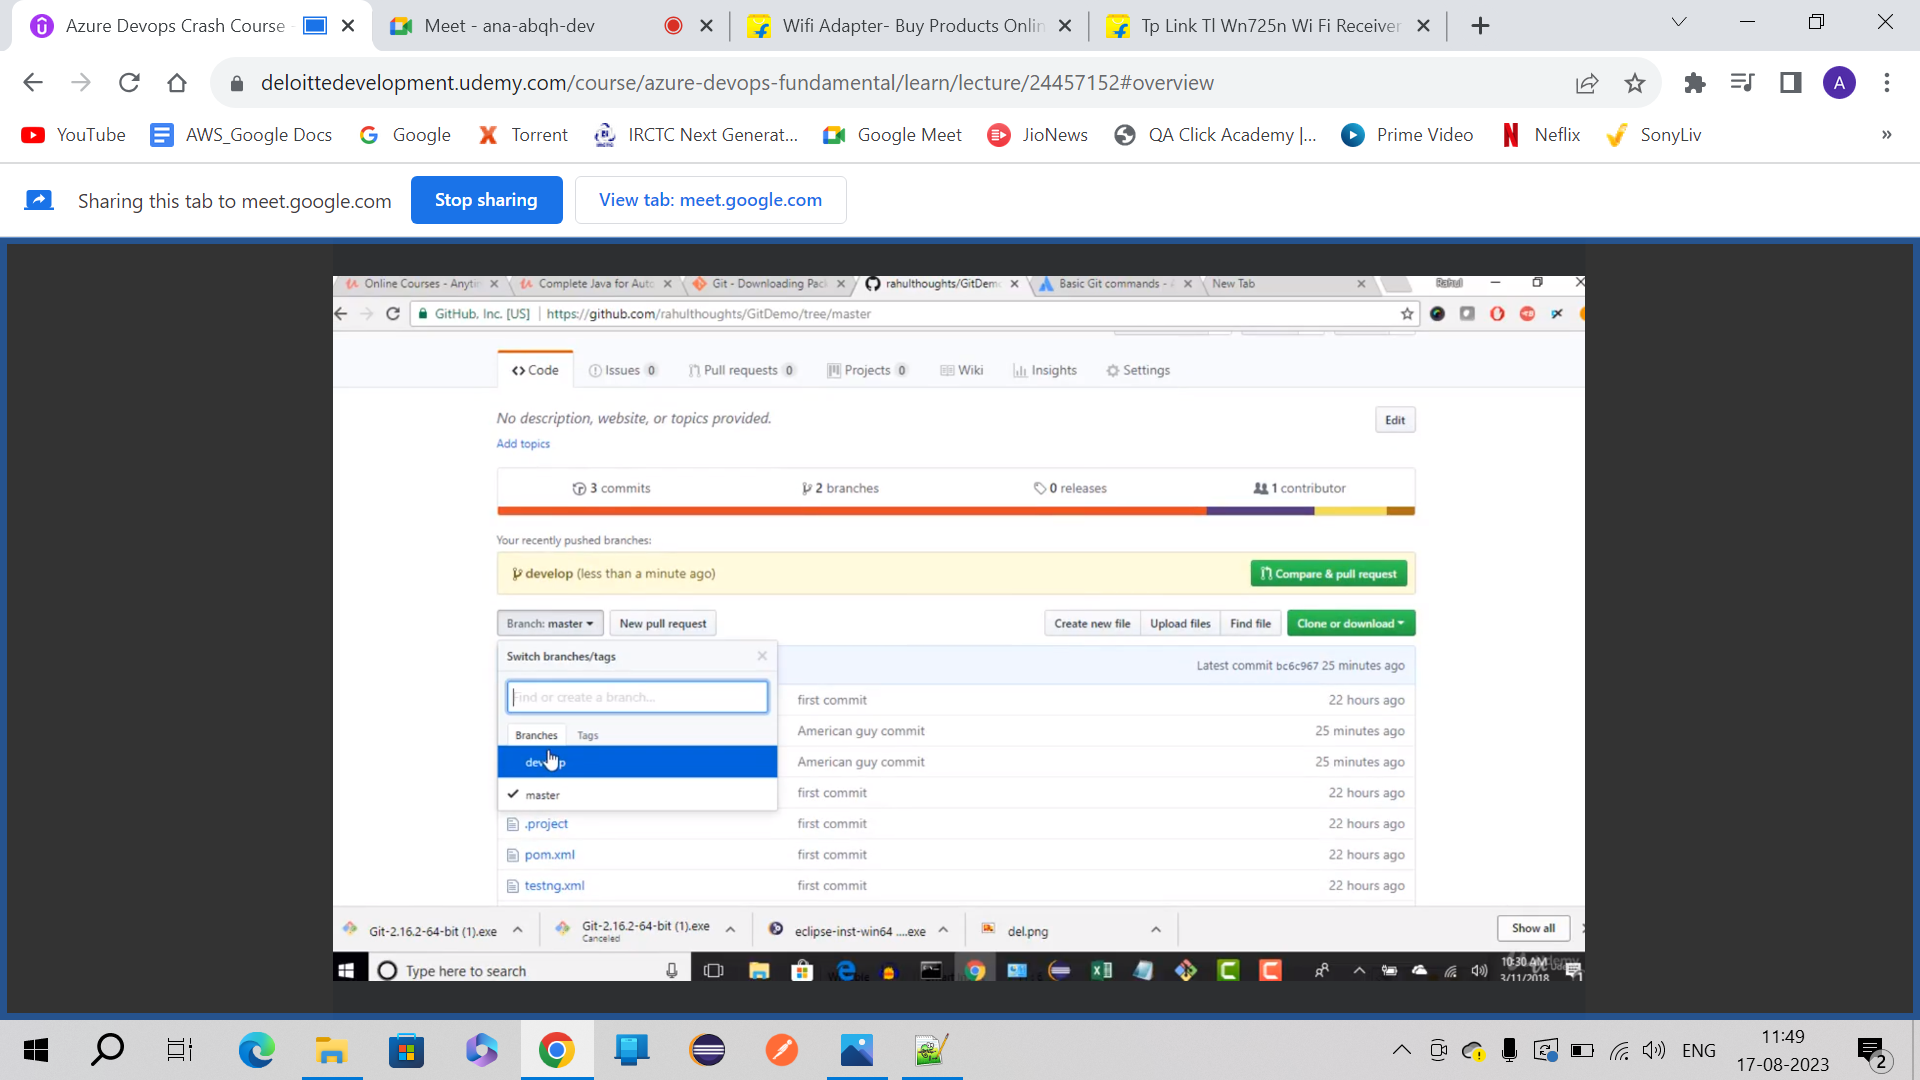 Azure Devops Crash Course
Meet - ana-abqh-dev
Wifi Adapter- Buy Products Onlin
Tp Link Tl Wn725n Wi Fi Receiver
deloittedevelopment.udemy.com/course/azure-devops-fundamental/learn/lecture/24457152#overview
A
YouTube
AWS_Google Docs
Google
Torrent
IRCTC Next Generat...
Google Meet
JioNews
QA Click Academy |...
Prime Video
Neflix
SonyLiv
»
Sharing this tab to meet.google.com
Stop sharing
View tab: meet.google.com
Online Courses - Anyti
Complete Java for Auto
Git - Downloading Pack
rahulthoughts/GitDem
Basic Git commands -
New Tab
Rahul
GitHub, Inc. [US]
https://github.com/rahulthoughts/GitDemo/tree/master
<> Code
Issues 0
Pull requests 0
Projects 0
Wiki
Insights
Settings
No description, website, or topics provided.
Edit
Add topics
3 commits
2 branches
0 releases
1 contributor
Your recently pushed branches:
develop (less than a minute ago)
Compare & pull request
Branch: master
New pull request
Create new file
Upload files
Find file
Clone or download
Switch branches/tags
Latest commit bc6c967 25 minutes ago
Find or create a branch...
first commit
22 hours ago
Branches
Tags
American guy commit
25 minutes ago
develop
American guy commit
25 minutes ago
master
first commit
22 hours ago
.project
first commit
22 hours ago
pom.xml
first commit
22 hours ago
testng.xml
first commit
22 hours ago
Git-2.16.2-64-bit (1).exe
Git-2.16.2-64-bit (1).exe
Canceled
eclipse-inst-win64 ....exe
del.png
Show all
Type here to search
10:30 AM
3/11/2018
ENG
11:49
17-08-2023
2